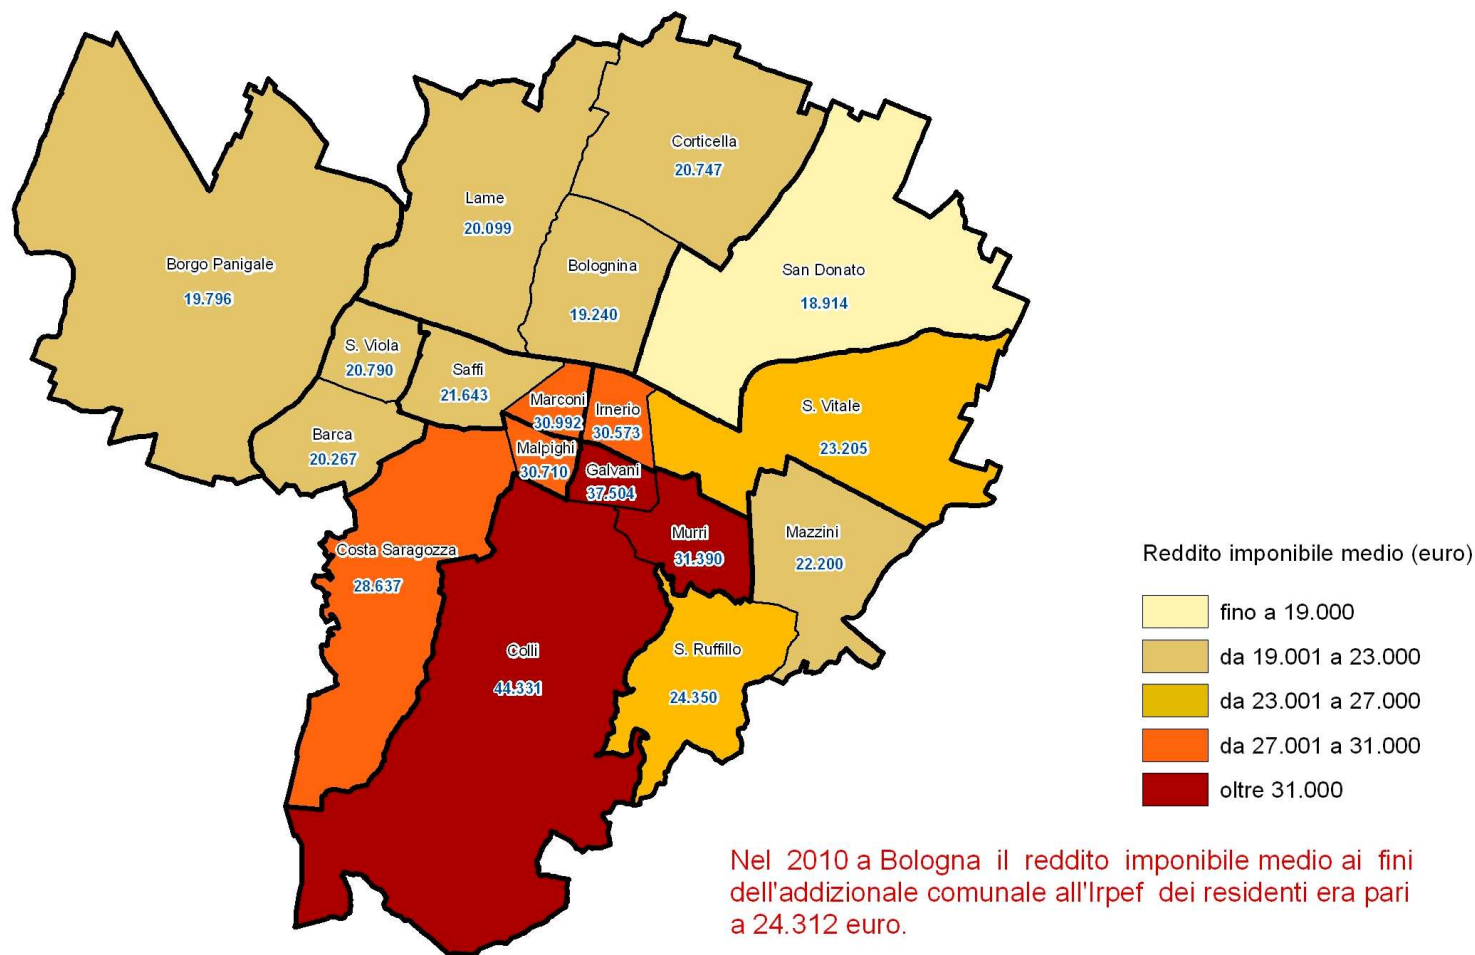 Corticella
20.747
Lame
20.099
Borgo Panigale
19.796
Bolognina
19.240
San Donato
18.914
S. Viola
20.790
Saffi
21.643
Marconi
30.992
Irnerio
30.573
S. Vitale
23.205
Barca
20.267
Malpighi
30.710
Galvani
37.504
Murri
31.390
Mazzini
22.200
Costa Saragozza
28.637
Colli
44.331
S. Ruffillo
24.350
Reddito imponibile medio (euro)
fino a 19.000
da 19.001 a 23.000
da 23.001 a 27.000
da 27.001 a 31.000
oltre 31.000
Nel 2010 a Bologna il reddito imponibile medio ai fini
dell'addizionale comunale all'Irpef dei residenti era pari
a 24.312 euro.